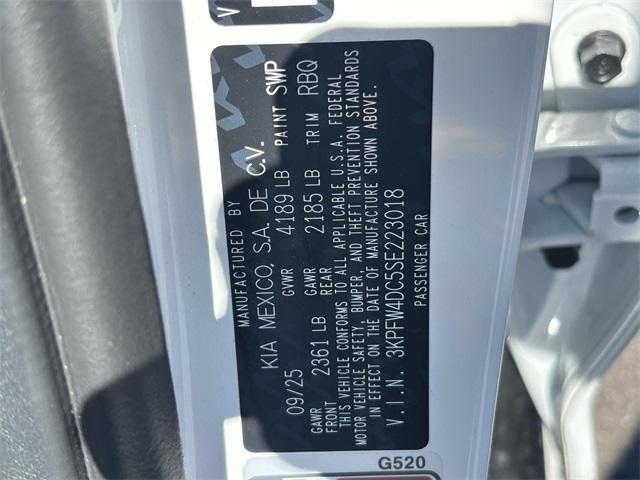 V
MANUFACTURED BY
KIA MEXICO, S.A. DE C.V.
09/25 GVWR 4189 LB PAINT SWP
GAWR FRONT 2361 LB GAWR REAR 2185 LB TRIM RBQ
THIS VEHICLE CONFORMS TO ALL APPLICABLE U.S.A. FEDERAL
MOTOR VEHICLE SAFETY, BUMPER, AND THEFT PREVENTION STANDARDS
IN EFFECT ON THE DATE OF MANUFACTURE SHOWN ABOVE.
V.I.N. 3KPFW4DC5SE223018
PASSENGER CAR
G520